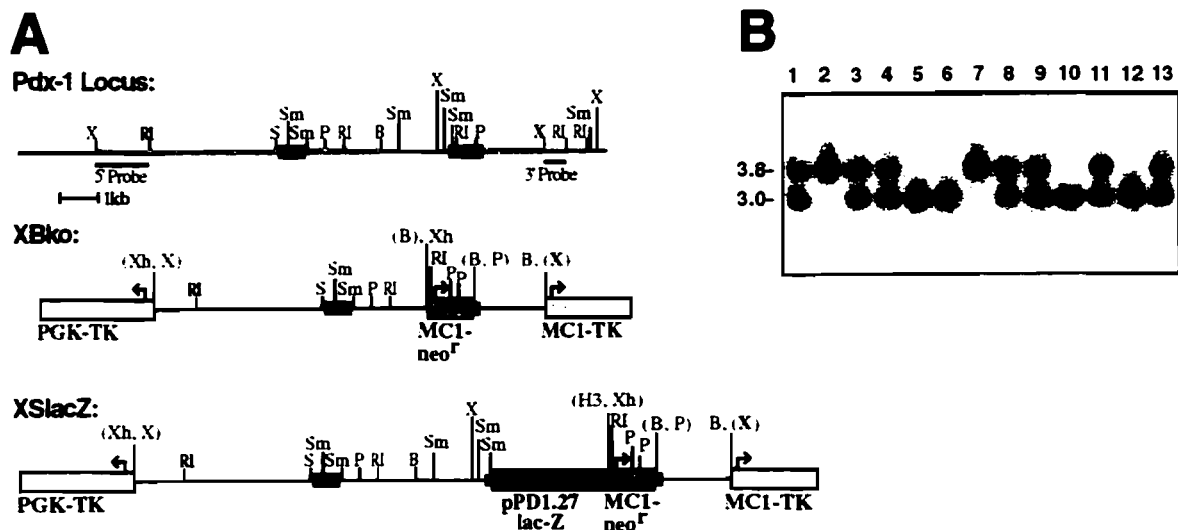 A
B
Pdx-1 Locus:
X
Sm
Sm
X
Sm
Sm
X
RI
S
Sm
P
RI
B
RI
P
X
RI
RI
5' Probe
3' Probe
1kb
XBko:
(Xh, X)
(B), Xh
RI
(B, P)
B, (X)
Sm
P
P
RI
S
Sm
P
RI
PGK-TK
MC1-
neo^r
MC1-TK
XSlacZ:
(H3, Xh)
(Xh, X)
X
RI
(B, P)
B, (X)
Sm
Sm
Sm
P
RI
S
Sm
P
RI
B
P
PGK-TK
pPD1.27
lac-Z
MC1-
neo^r
MC1-TK
1 2 3 4 5 6 7 8 9 10 11 12 13
3.8-
3.0-